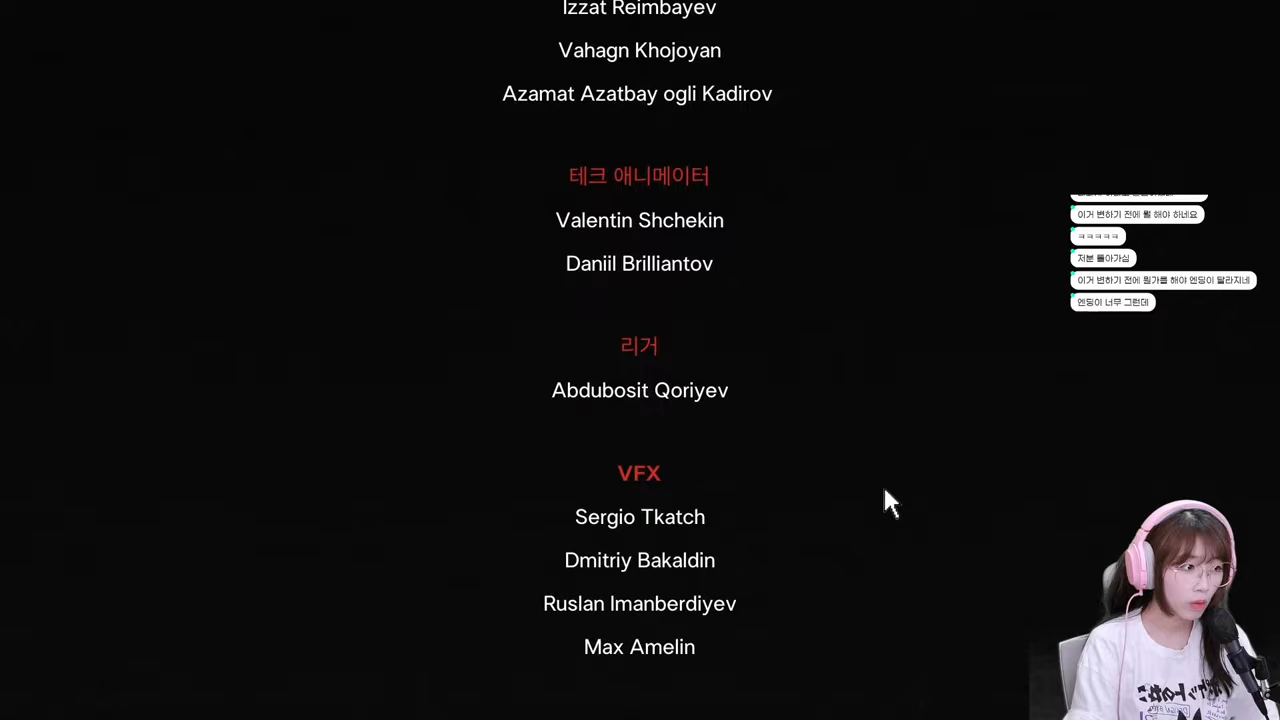 Izzat Reimbayev
Vahagn Khojoyan
Azamat Azatbay ogli Kadirov
테크 애니메이터
Valentin Shchekin
Daniil Brilliantov
리거
Abdubosit Qoriyev
VFX
Sergio Tkatch
Dmitriy Bakaldin
Ruslan Imanberdiyev
Max Amelin
이거 변하기 전에 뭘 해야 하네요
ㅋㅋㅋㅋㅋ
저분 돌아가심
이거 변하기 전에 뭔가를 해야 엔딩이 달라지네
엔딩이 너무 그런데